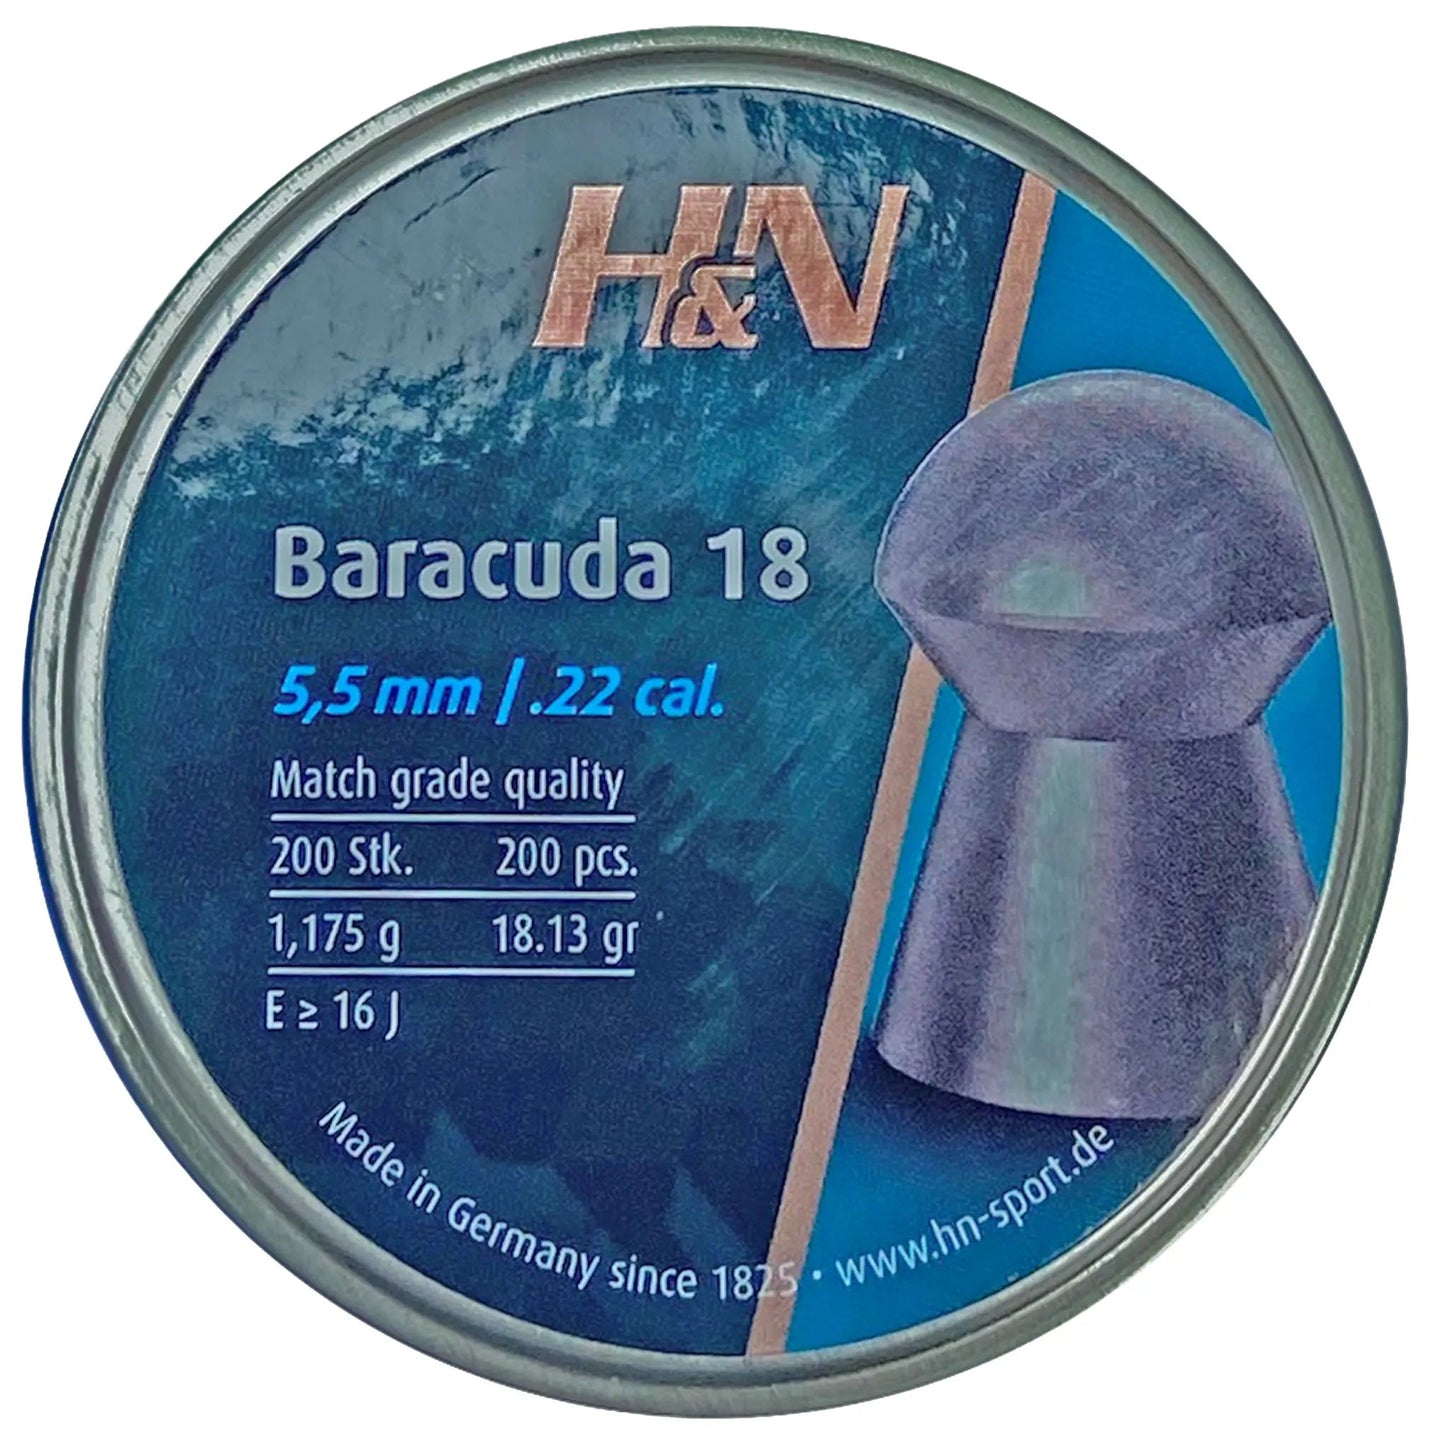 H&N
Baracuda 18
5,5 mm / .22 cal.
Match grade quality
200 Stk. 200 pcs.
1,175 g 18.13 gr
E ≥ 16 J
Made in Germany since 1825 · www.hn-sport.de